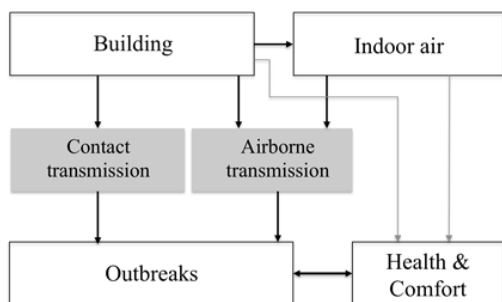 Building
Indoor air
Contact
transmission
Airborne
transmission
Outbreaks
Health &
Comfort